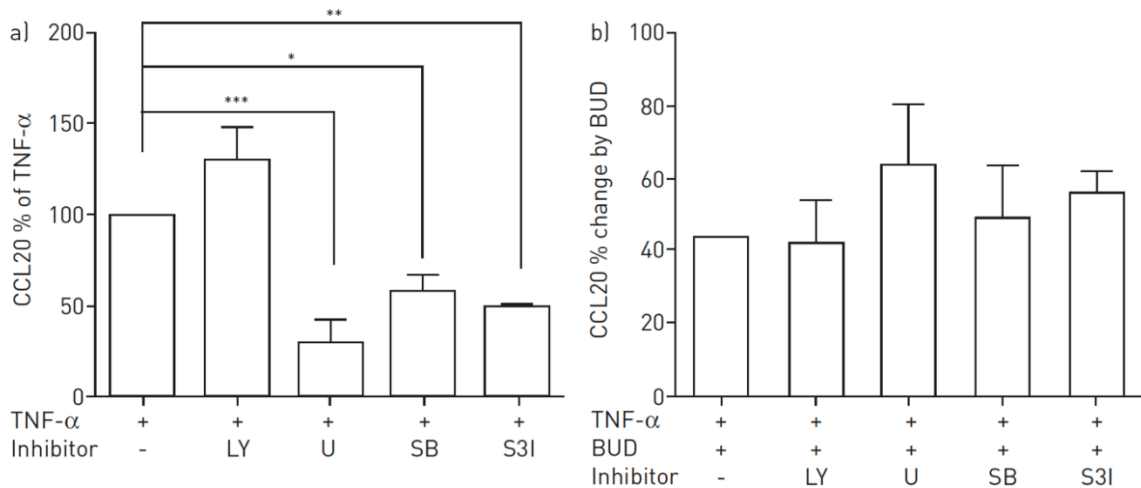 a)
CCL20 % of TNF-α
200
150
100
50
0
**
*
***
TNF-α + + + + +
Inhibitor - LY U SB S3I
b)
CCL20 % change by BUD
100
80
60
40
20
0
TNF-α + + + + +
BUD + + + + +
Inhibitor - LY U SB S3I